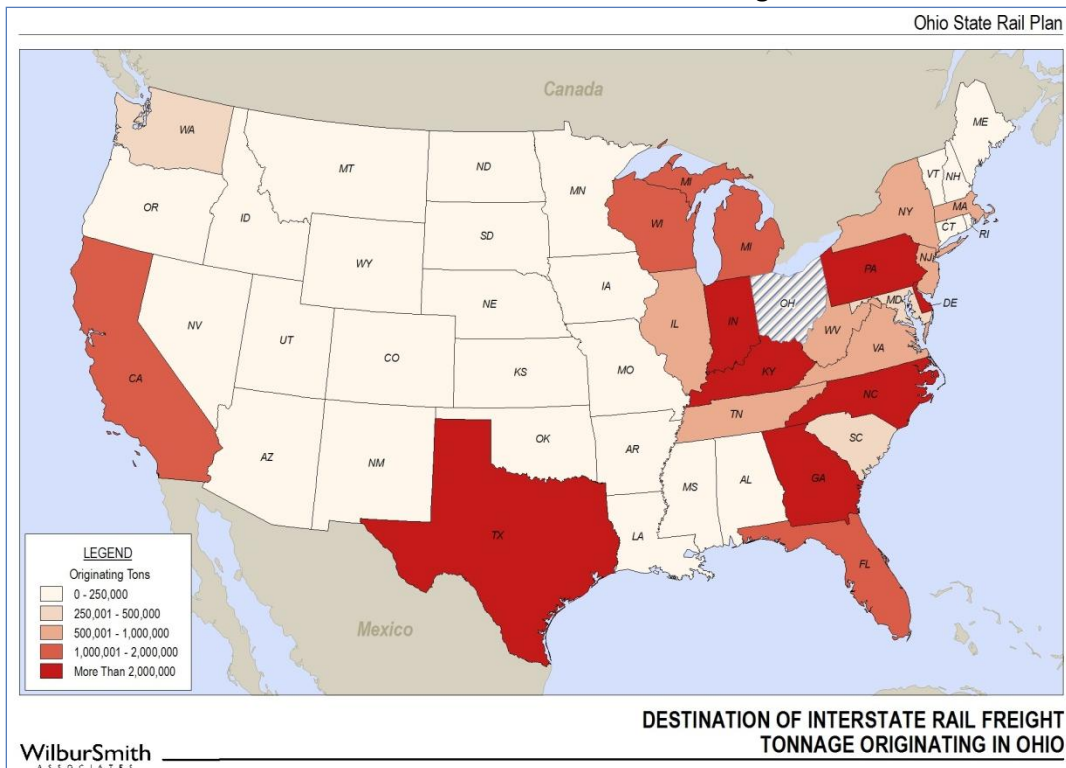 Ohio State Rail Plan
Canada
WA
MT
ND
MN
ME
VT
NH
OR
ID
SD
WI
MI
MI
NY
MA
CT
RI
WY
IA
PA
NJ
NE
OH
MD
DE
NV
UT
CO
IL
IN
WV
VA
CA
KS
MO
KY
NC
TN
AZ
NM
OK
AR
SC
MS
AL
GA
TX
LA
FL
Mexico
LEGEND
Originating Tons
0 - 250,000
250,001 - 500,000
500,001 - 1,000,000
1,000,001 - 2,000,000
More Than 2,000,000
DESTINATION OF INTERSTATE RAIL FREIGHT
TONNAGE ORIGINATING IN OHIO
WilburSmith
ASSOCIATES